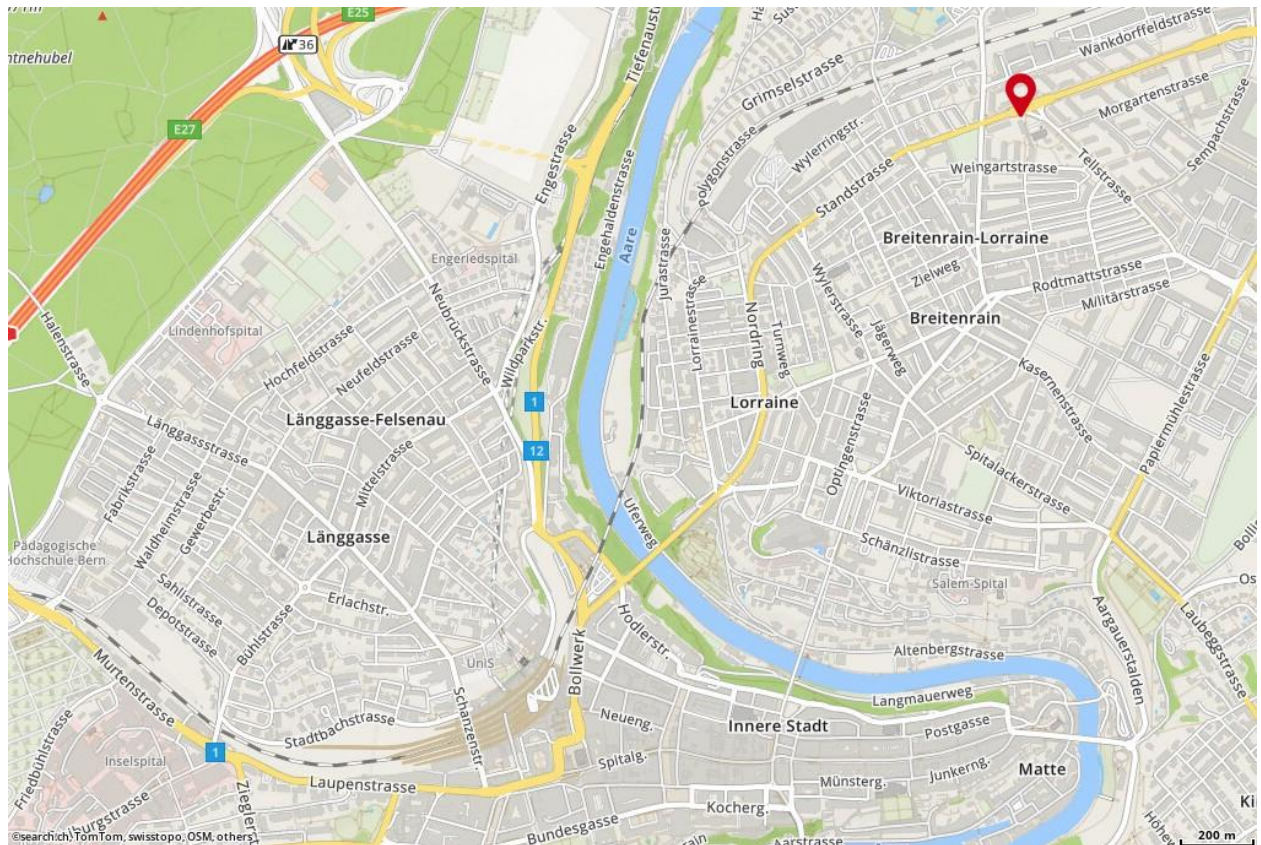 E25
36
ntnehubel
E27
Tiefenaust
Grimselstrasse
Wankdorffeldstrasse
Morgartenstrasse
Sempachstrasse
Polygonstrasse
Wylerringstr.
Weingartstrasse
Tellstrasse
Standstrasse
Engestrasse
Engehaldenstrasse
Aare
Jurastrasse
Breitenrain-Lorraine
Engeriedspital
Zielweg
Rodtmattstrasse
Militärstrasse
Halenstrasse
Lindenhofspital
Neubrückstrasse
Wildparkstr.
Lorrainestrasse
Nordring
Turnweg
Wylerstrasse
Jägerweg
Breitenrain
Hochfeldstrasse
Neufeldstrasse
Kasernenstrasse
Papiermühlestrasse
1
Lorraine
Länggasse-Felsenau
Länggassstrasse
12
Mittelstrasse
Optingenstrasse
Spitalackerstrasse
Fabrikstrasse
Waldheimstrasse
Gewerbestr.
Viktoriastrasse
Uferweg
Länggasse
Schänzlistrasse
Pädagogische
Hochschule Bern
Salem-Spital
Sahlistrasse
Depotstrasse
Erlachstr.
Bühlstrasse
Hodlerstr.
Aargauerstalden
Laubeggstrasse
Murtenstrasse
UniS
Bollwerk
Altenbergstrasse
Langmauerweg
Schanzenstr
Stadtbachstrasse
Neueng.
Innere Stadt
Postgasse
Friedbühlstrasse
Inselspital
1
Spitalg.
Laupenstrasse
Münsterg.
Junkerng.
Matte
Kocherg.
Bundesgasse
Aarstrasse
©search.ch, TomTom, swisstopo, OSM, others
200 m